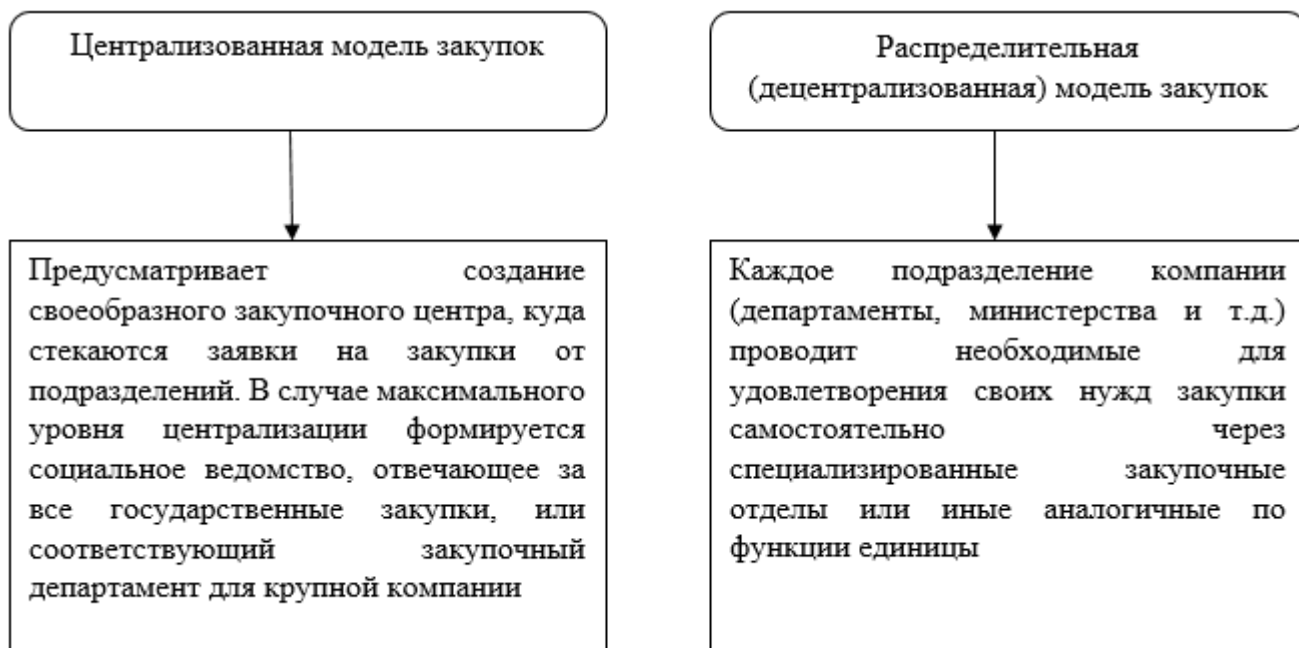 Централизованная модель закупок
Распределительная
(децентрализованная) модель закупок
Предусматривает создание
своеобразного закупочного центра, куда
стекаются заявки на закупки от
подразделений. В случае максимального
уровня централизации формируется
социальное ведомство, отвечающее за
все государственные закупки, или
соответствующий закупочный
департамент для крупной компании
Каждое подразделение компании
(департаменты, министерства и т.д.)
проводит необходимые для
удовлетворения своих нужд закупки
самостоятельно через
специализированные закупочные
отделы или иные аналогичные по
функции единицы